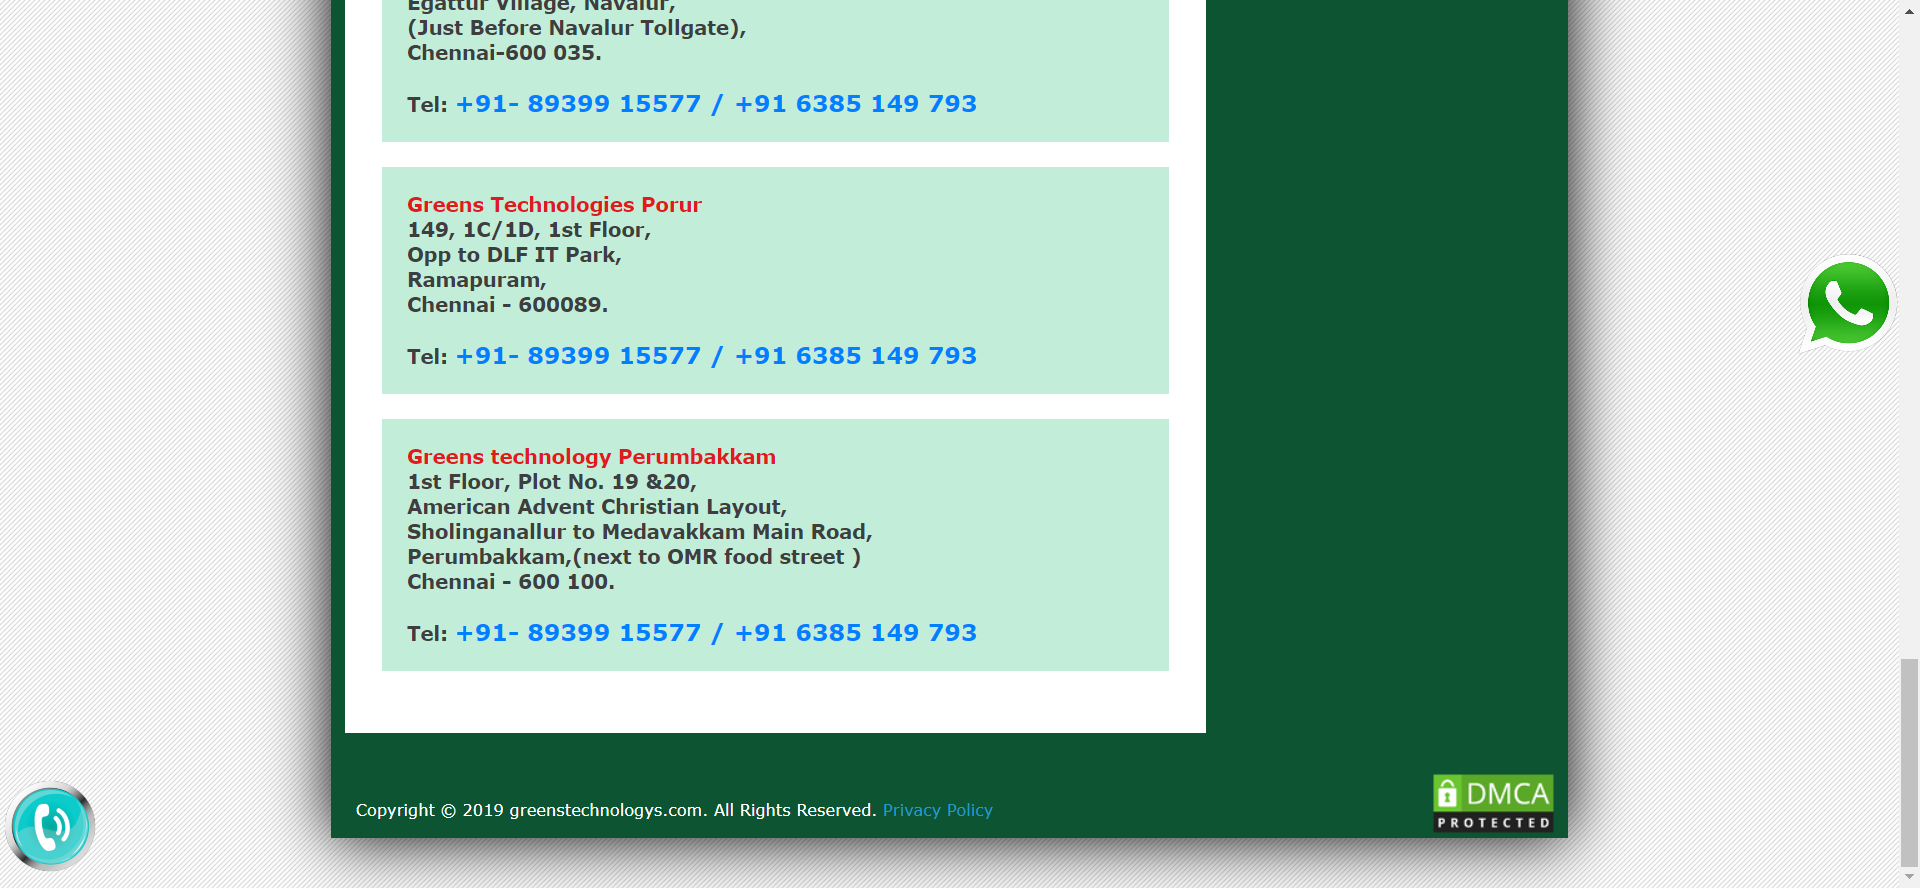 Egattur Village, Navalur,
(Just Before Navalur Tollgate),
Chennai-600 035.
Tel: +91- 89399 15577 / +91 6385 149 793
Greens Technologies Porur
149, 1C/1D, 1st Floor,
Opp to DLF IT Park,
Ramapuram,
Chennai - 600089.
Tel: +91- 89399 15577 / +91 6385 149 793
Greens technology Perumbakkam
1st Floor, Plot No. 19 &20,
American Advent Christian Layout,
Sholinganallur to Medavakkam Main Road,
Perumbakkam,(next to OMR food street )
Chennai - 600 100.
Tel: +91- 89399 15577 / +91 6385 149 793
Copyright © 2019 greenstechnologys.com. All Rights Reserved. Privacy Policy
DMCA
PROTECTED